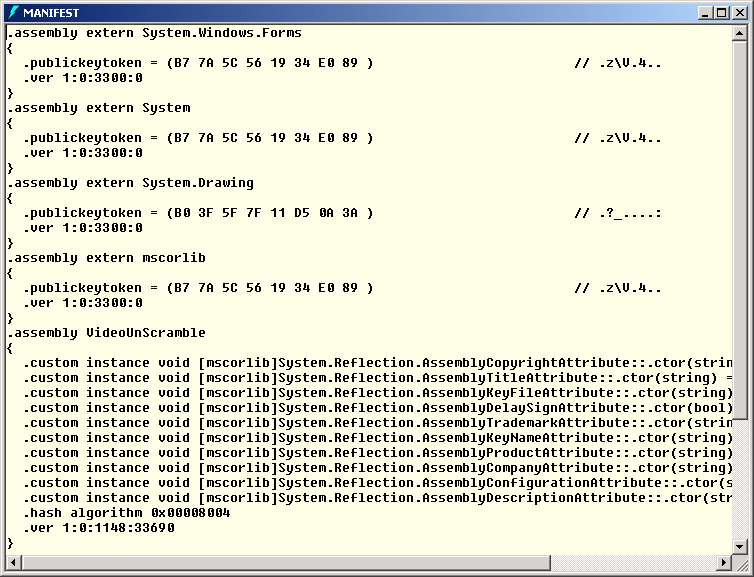 MANIFEST
.assembly extern System.Windows.Forms
{
  .publickeytoken = (B7 7A 5C 56 19 34 E0 89 )                         // .z\V.4..
  .ver 1:0:3300:0
}
.assembly extern System
{
  .publickeytoken = (B7 7A 5C 56 19 34 E0 89 )                         // .z\V.4..
  .ver 1:0:3300:0
}
.assembly extern System.Drawing
{
  .publickeytoken = (B0 3F 5F 7F 11 D5 0A 3A )                         // .?_....:
  .ver 1:0:3300:0
}
.assembly extern mscorlib
{
  .publickeytoken = (B7 7A 5C 56 19 34 E0 89 )                         // .z\V.4..
  .ver 1:0:3300:0
}
.assembly VideoUnScramble
{
  .custom instance void [mscorlib]System.Reflection.AssemblyCopyrightAttribute::.ctor(strin
  .custom instance void [mscorlib]System.Reflection.AssemblyTitleAttribute::.ctor(string) =
  .custom instance void [mscorlib]System.Reflection.AssemblyKeyFileAttribute::.ctor(string)
  .custom instance void [mscorlib]System.Reflection.AssemblyDelaySignAttribute::.ctor(bool)
  .custom instance void [mscorlib]System.Reflection.AssemblyTrademarkAttribute::.ctor(strin
  .custom instance void [mscorlib]System.Reflection.AssemblyKeyNameAttribute::.ctor(string)
  .custom instance void [mscorlib]System.Reflection.AssemblyProductAttribute::.ctor(string)
  .custom instance void [mscorlib]System.Reflection.AssemblyCompanyAttribute::.ctor(string)
  .custom instance void [mscorlib]System.Reflection.AssemblyConfigurationAttribute::.ctor(s
  .custom instance void [mscorlib]System.Reflection.AssemblyDescriptionAttribute::.ctor(str
  .hash algorithm 0x00008004
  .ver 1:0:1148:33690
}